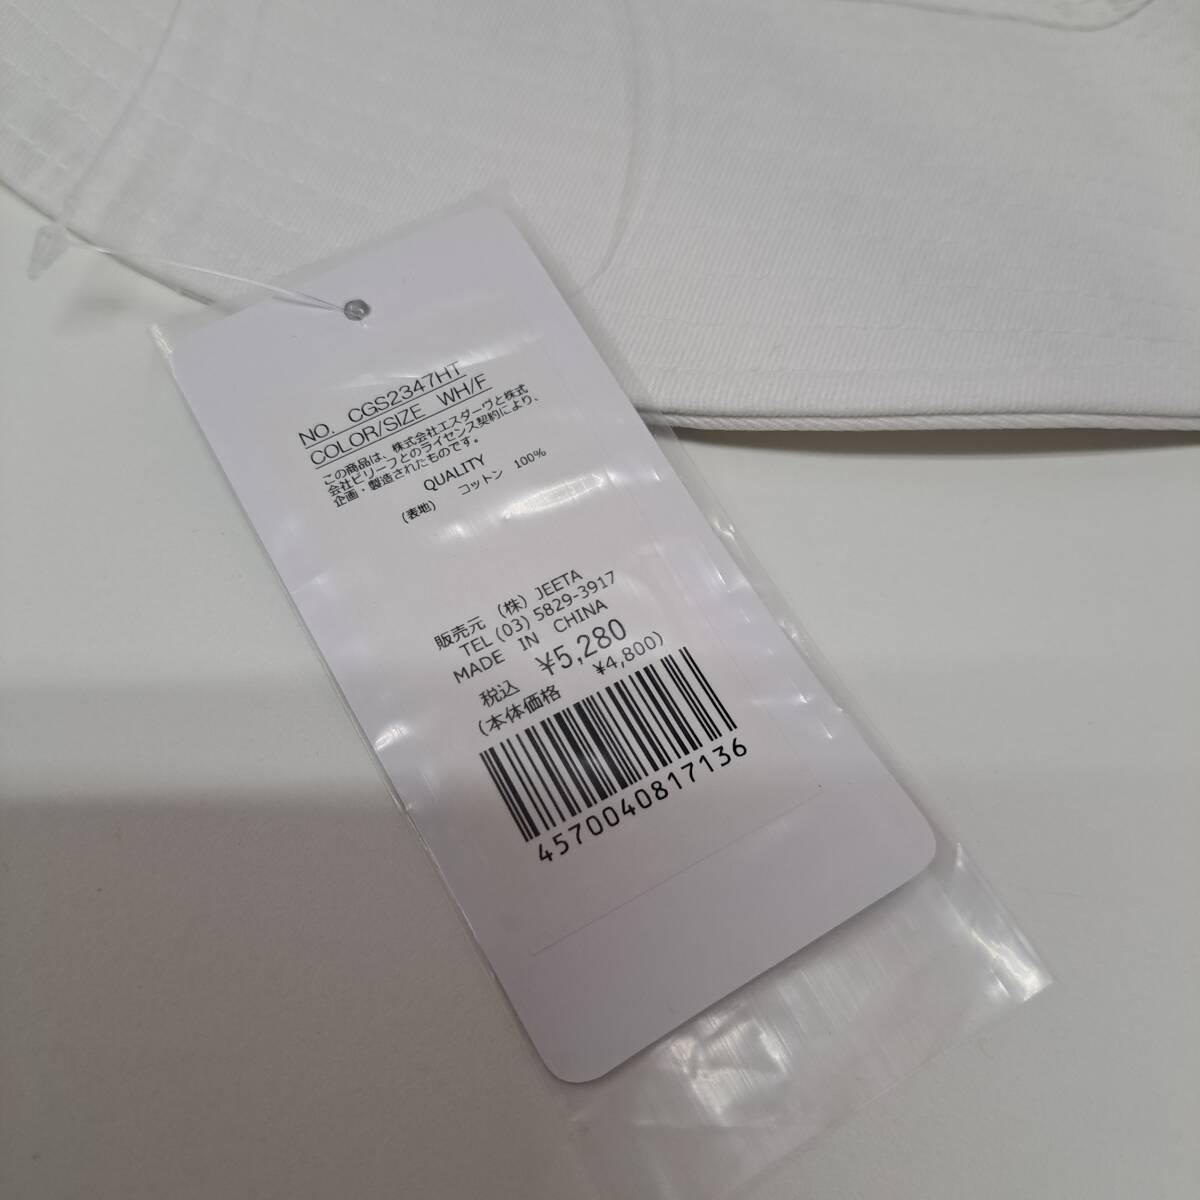 NO. CGS2347HT
COLOR/SIZE WH/F
この商品は、株式会社エスダーヴと株式
会社ビリーフとのライセンス契約により、
企画・製造されたものです。
QUALITY
(表地) コットン 100%
販売元 (株) JEETA
TEL (03) 5829-3917
MADE IN CHINA
税込 ¥5,280
(本体価格 ¥4,800)
4570040817136